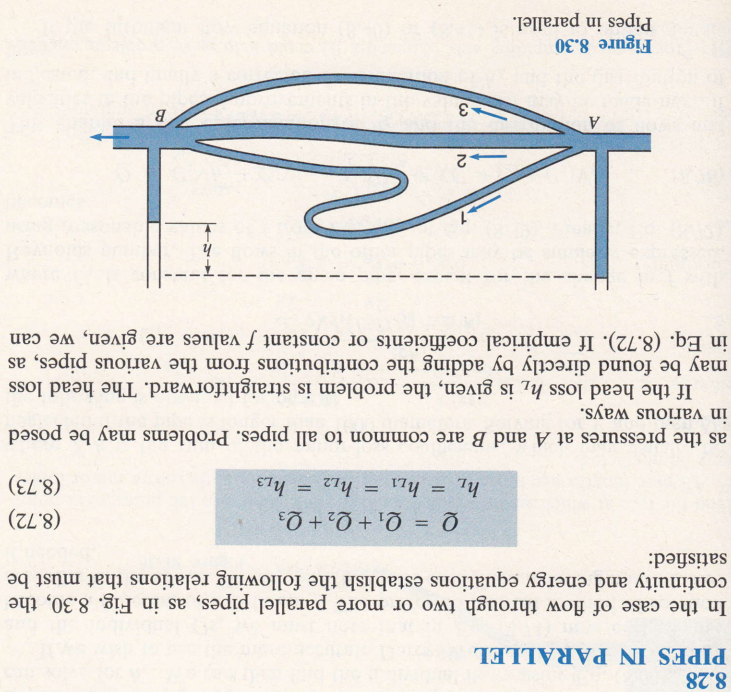 8.28
PIPES IN PARALLEL
In the case of flow through two or more parallel pipes, as in Fig. 8.30, the
continuity and energy equations establish the following relations that must be
satisfied:
Q = Q₁ + Q₂ + Q₃ (8.72)
h_L = h_L1 = h_L2 = h_L3 (8.73)
as the pressures at A and B are common to all pipes. Problems may be posed
in various ways.
If the head loss h_L is given, the problem is straightforward. The head loss
may be found directly by adding the contributions from the various pipes, as
in Eq. (8.72). If empirical coefficients or constant f values are given, we can
h
1
2
3
A
B
Figure 8.30
Pipes in parallel.